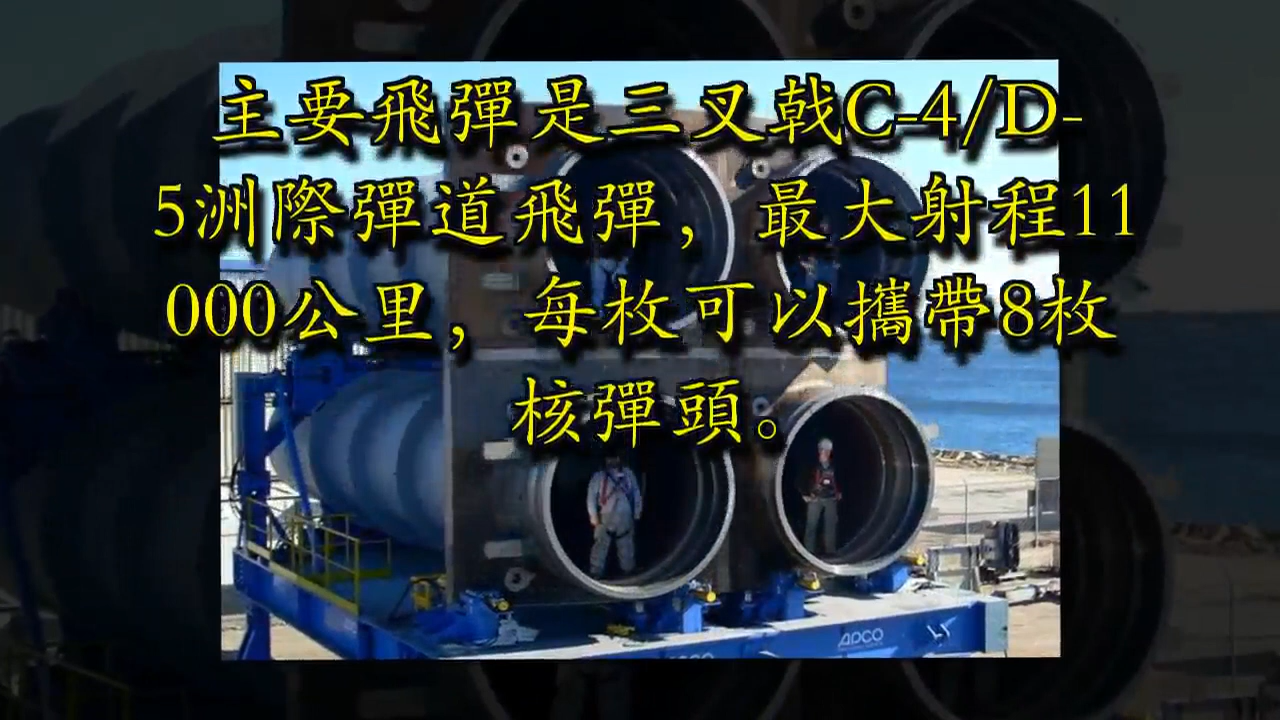 主要飛彈是三叉戟C-4/D-
5洲際彈道飛彈，最大射程11
000公里，每枚可以攜帶8枚
核彈頭。
ADCO